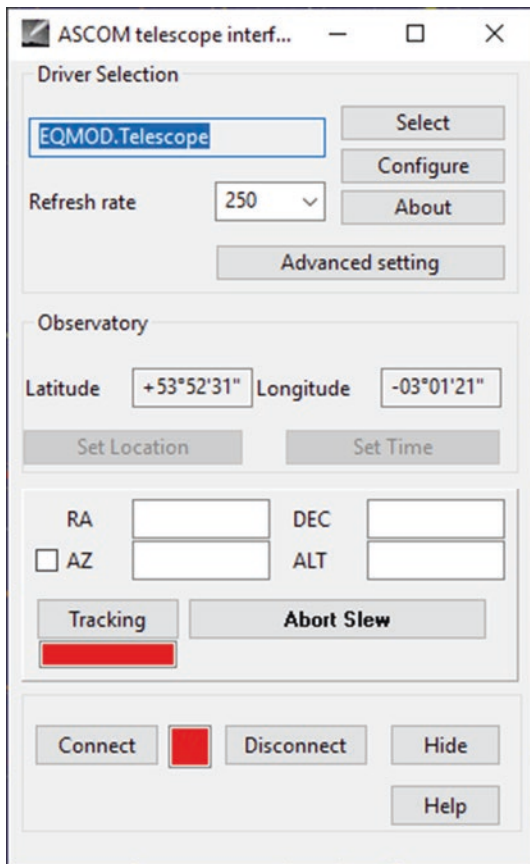 ASCOM telescope interf...
Driver Selection
EQMOD.Telescope
Select
Configure
Refresh rate
250
About
Advanced setting
Observatory
Latitude
+53°52'31"
Longitude
-03°01'21"
Set Location
Set Time
RA
DEC
AZ
ALT
Tracking
Abort Slew
Connect
Disconnect
Hide
Help